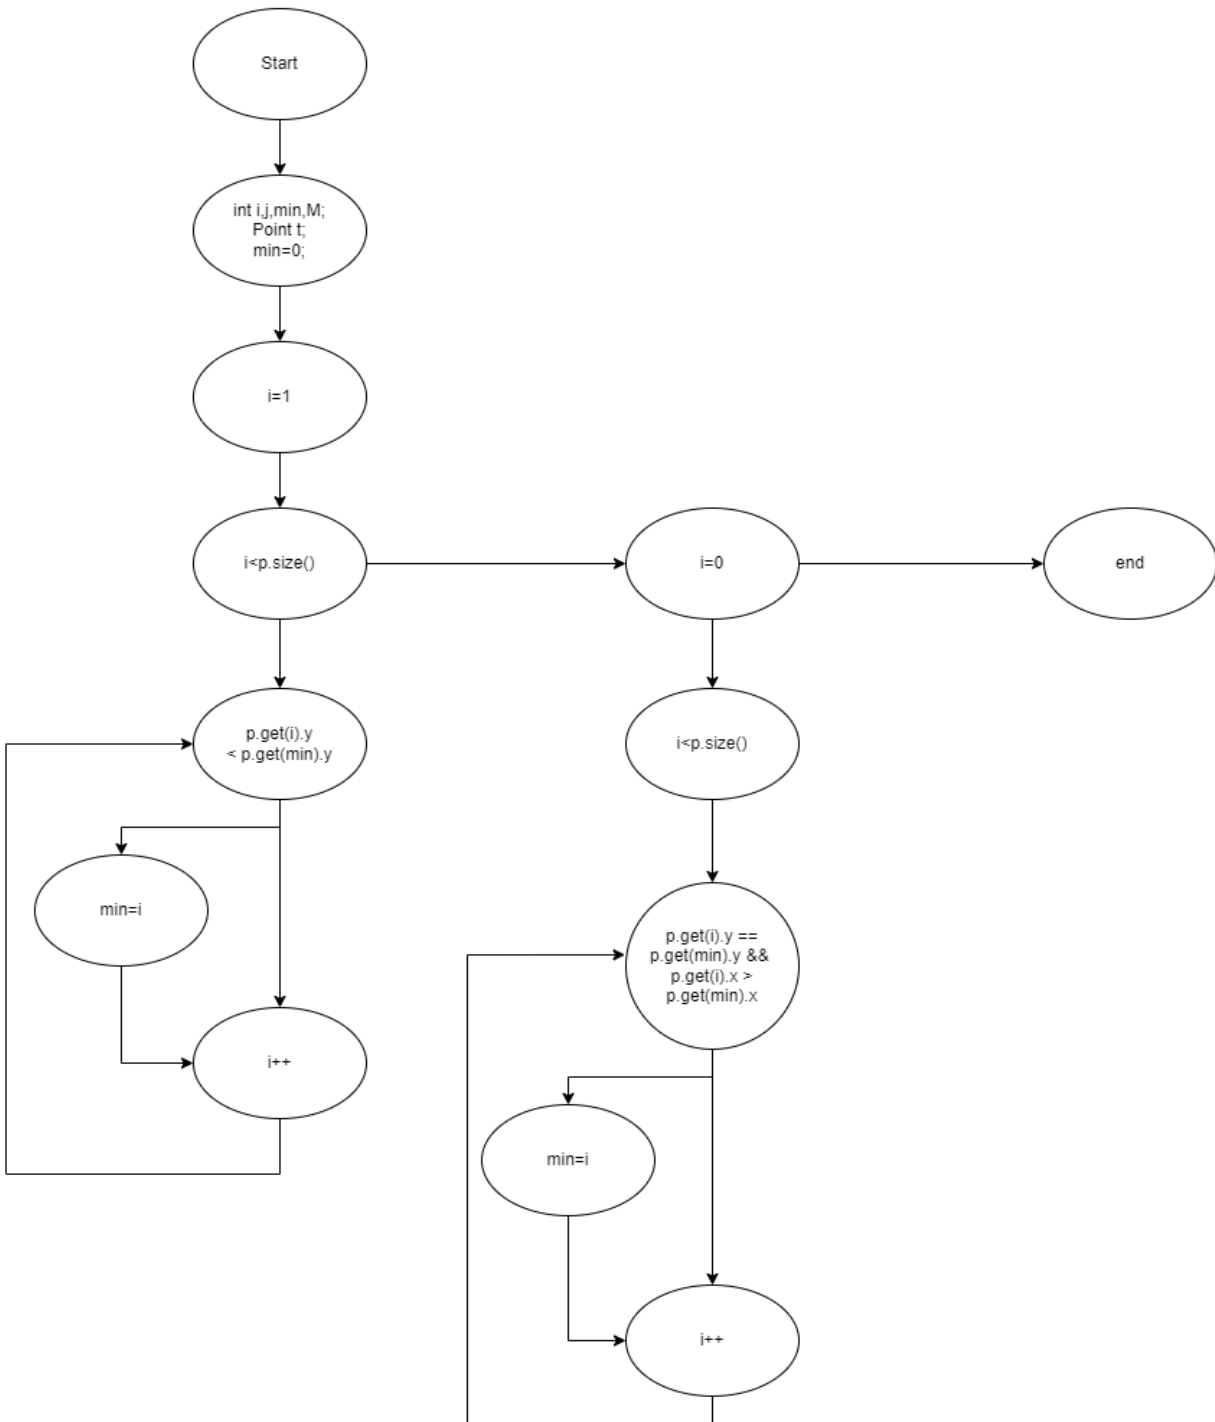 Start
int i,j,min,M;
Point t;
min=0;
i=1
i<p.size()
i=0
end
p.get(i).y
< p.get(min).y
i<p.size()
min=i
p.get(i).y ==
p.get(min).y &&
p.get(i).x >
p.get(min).x
i++
min=i
i++